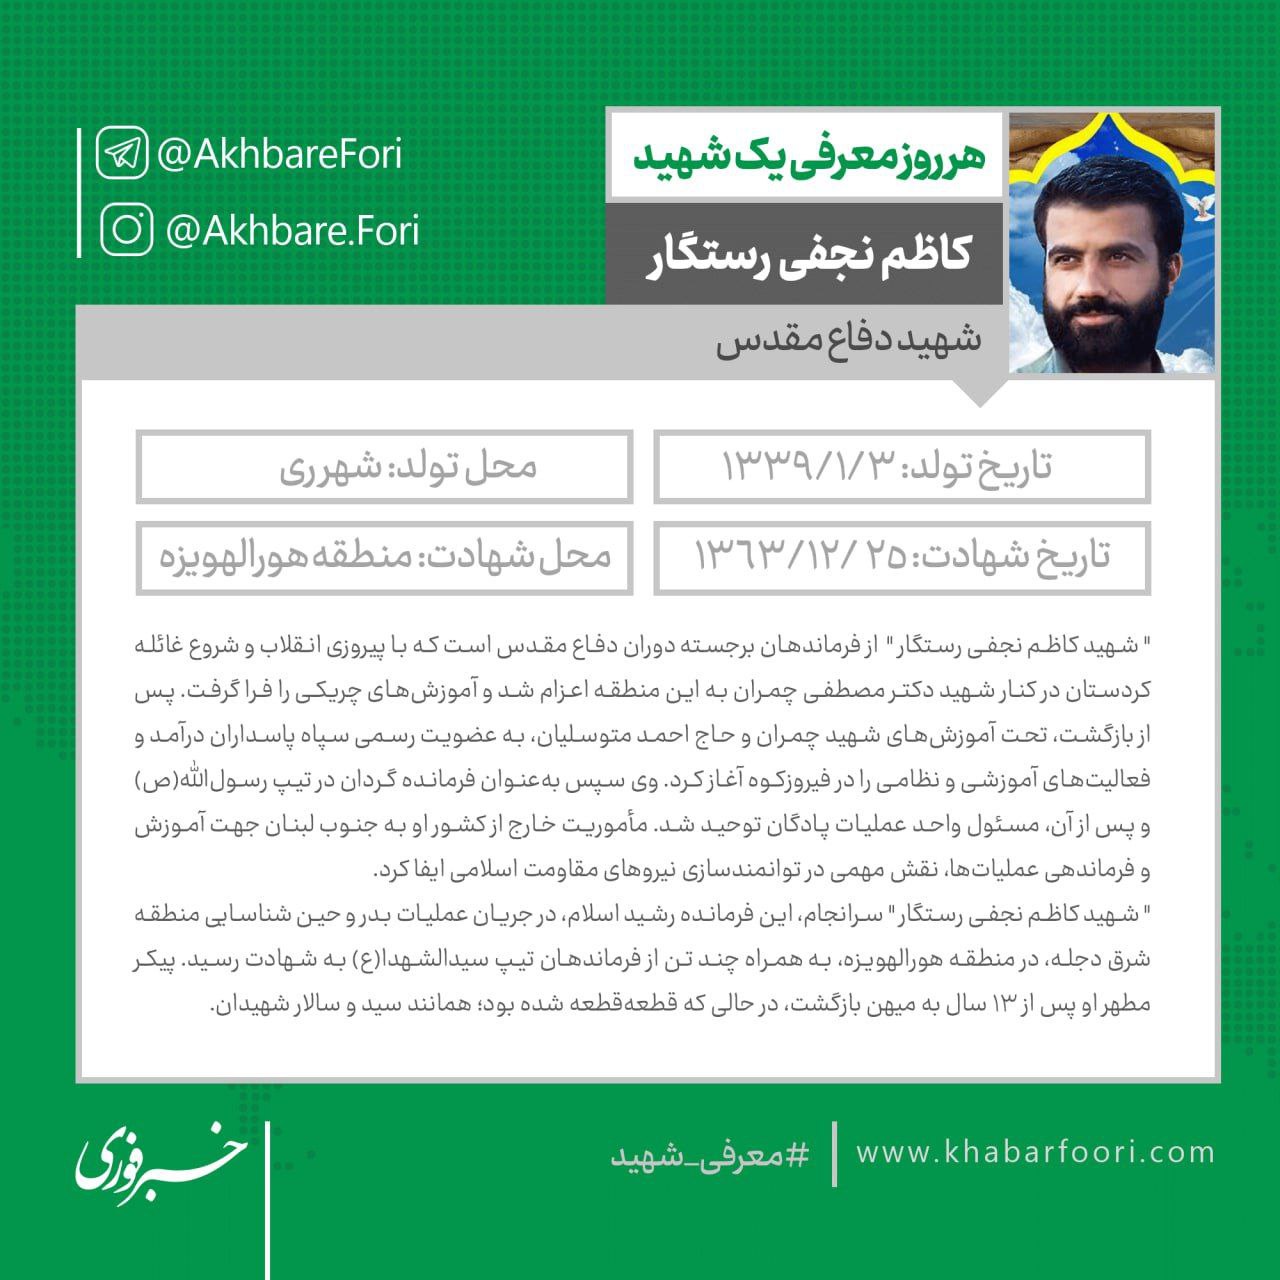 @AkhbareFori
@Akhbare.Fori
هر روز معرفی یک شهید
کاظم نجفی رستگار
شهید دفاع مقدس
تاریخ تولد: ۱۳۳۹/۱/۳
محل تولد: شهرری
تاریخ شهادت: ۱۳۶۳/۱۲/ ۲۵
محل شهادت: منطقه هورالهویزه
" شهید کاظم نجفی رستگار " از فرماندهان برجسته دوران دفاع مقدس است که با پیروزی انقلاب و شروع غائله
کردستان در کنار شهید دکتر مصطفی چمران به این منطقه اعزام شد و آموزش‌های چریکی را فرا گرفت. پس
از بازگشت، تحت آموزش‌های شهید چمران و حاج احمد متوسلیان، به عضویت رسمی سپاه پاسداران درآمد و
فعالیت‌های آموزشی و نظامی را در فیروزکوه آغاز کرد. وی سپس به‌عنوان فرمانده گردان در تیپ رسول‌الله(ص)
و پس از آن، مسئول واحد عملیات پادگان توحید شد. مأموریت خارج از کشور او به جنوب لبنان جهت آموزش
و فرماندهی عملیات‌ها، نقش مهمی در توانمندسازی نیروهای مقاومت اسلامی ایفا کرد.
" شهید کاظم نجفی رستگار " سرانجام، این فرمانده رشید اسلام، در جریان عملیات بدر و حین شناسایی منطقه
شرق دجله، در منطقه هورالهویزه، به همراه چند تن از فرماندهان تیپ سیدالشهدا(ع) به شهادت رسید. پیکر
مطهر او پس از ۱۳ سال به میهن بازگشت، در حالی که قطعه‌قطعه شده بود؛ همانند سید و سالار شهیدان.
www.khabarfoori.com
#معرفی_شهید
خبرفوری